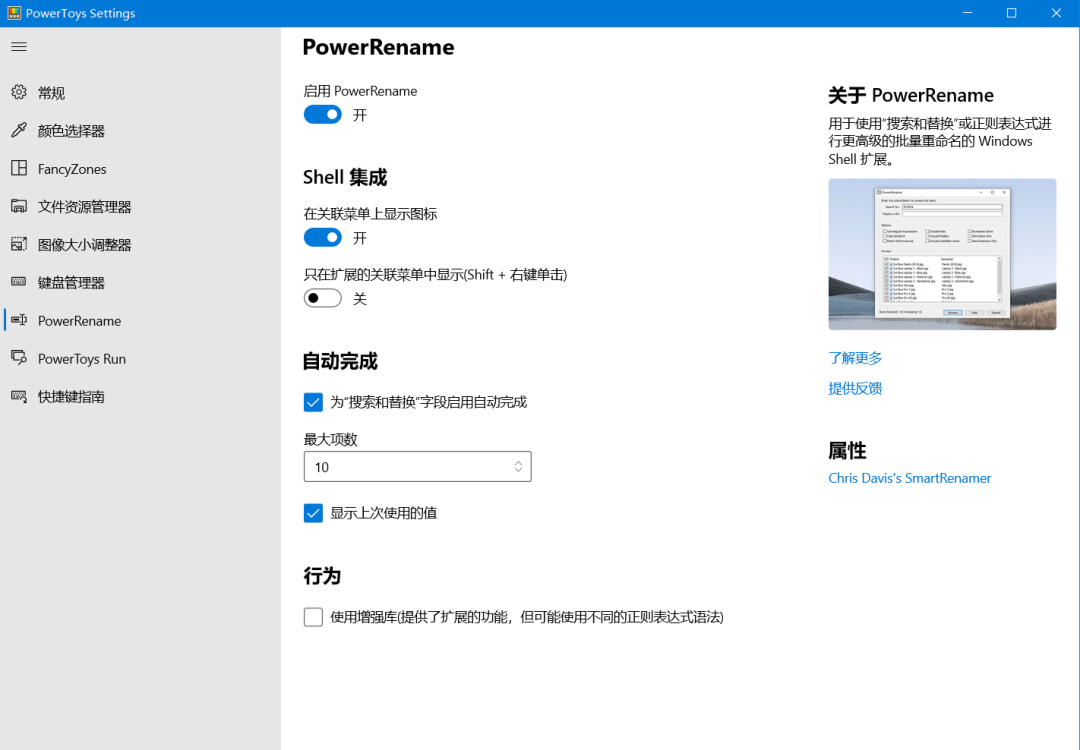 PowerToys Settings
常规
颜色选择器
FancyZones
文件资源管理器
图像大小调整器
键盘管理器
PowerRename
PowerToys Run
快捷键指南
PowerRename
启用 PowerRename
开
Shell 集成
在关联菜单上显示图标
开
只在扩展的关联菜单中显示(Shift + 右键单击)
关
自动完成
为"搜索和替换"字段启用自动完成
最大项数
10
显示上次使用的值
行为
使用增强库(提供了扩展的功能，但可能使用不同的正则表达式语法)
关于 PowerRename
用于使用"搜索和替换"或正则表达式进
行更高级的批量重命名的 Windows
Shell 扩展。
了解更多
提供反馈
属性
Chris Davis's SmartRenamer